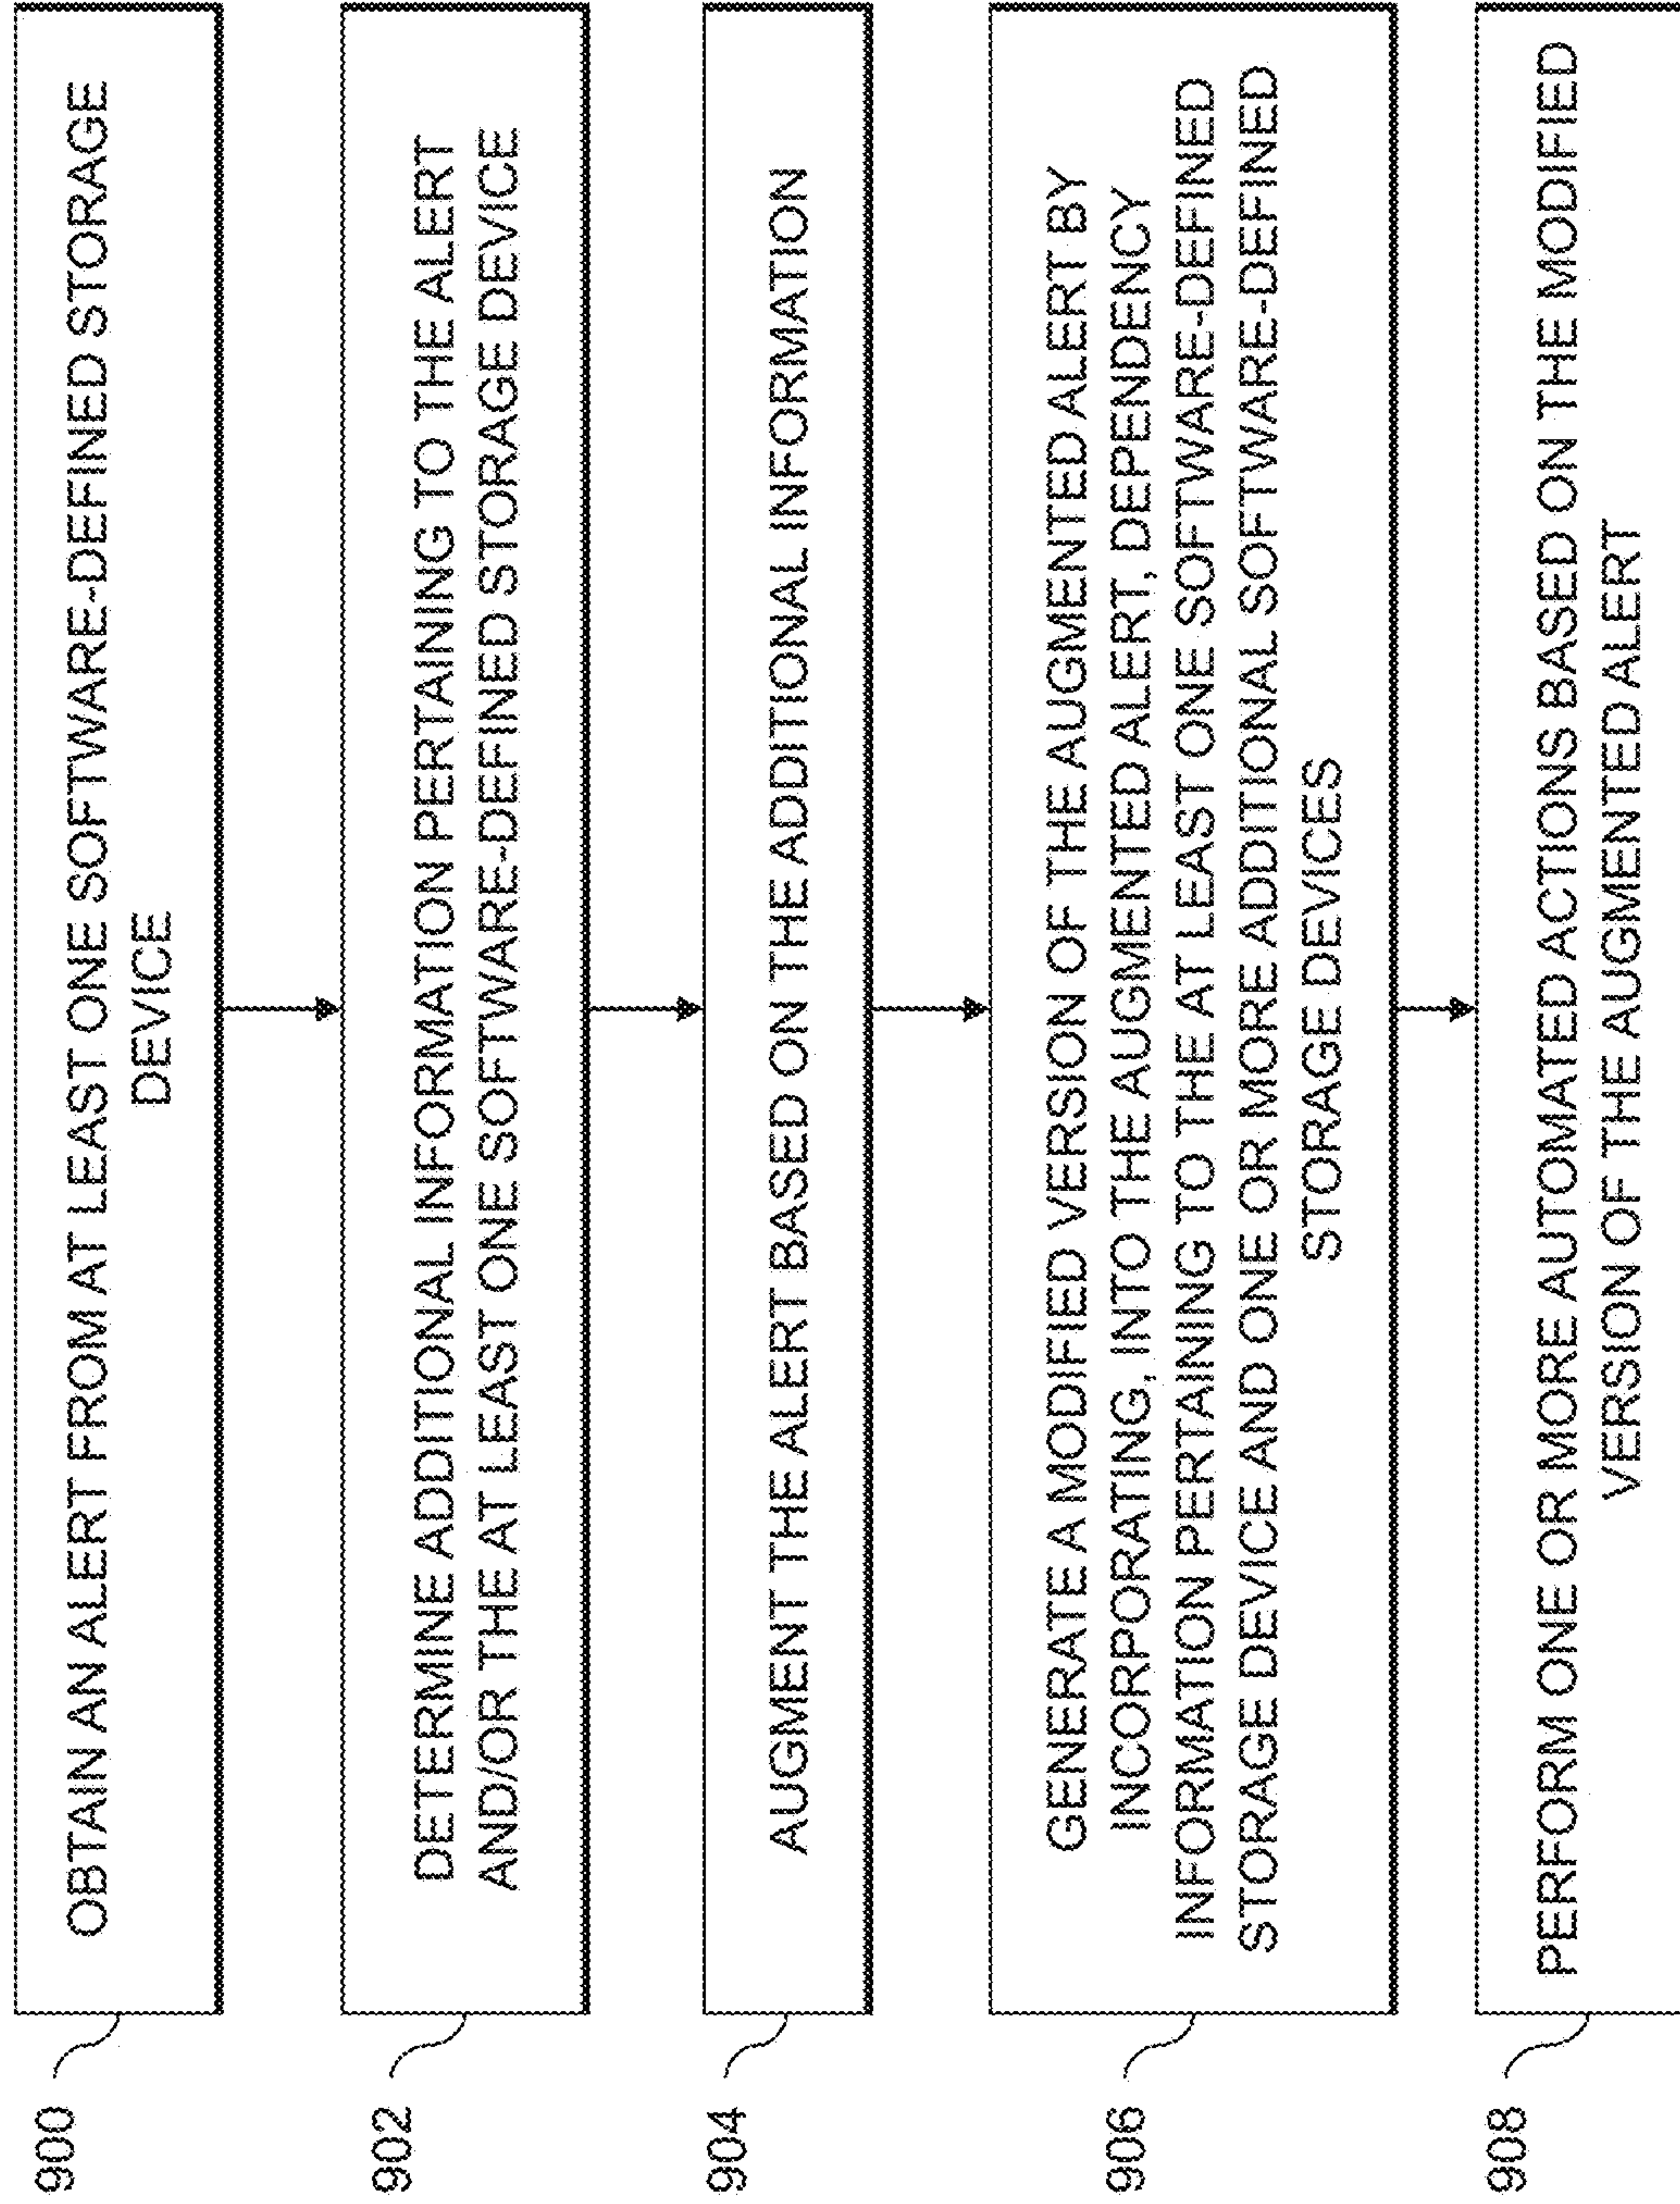 900
OBTAIN AN ALERT FROM AT LEAST ONE SOFTWARE-DEFINED STORAGE
DEVICE
902
DETERMINE ADDITIONAL INFORMATION PERTAINING TO THE ALERT
AND/OR THE AT LEAST ONE SOFTWARE-DEFINED STORAGE DEVICE
904
AUGMENT THE ALERT BASED ON THE ADDITIONAL INFORMATION
906
GENERATE A MODIFIED VERSION OF THE AUGMENTED ALERT BY
INCORPORATING, INTO THE AUGMENTED ALERT, DEPENDENCY
INFORMATION PERTAINING TO THE AT LEAST ONE SOFTWARE-DEFINED
STORAGE DEVICE AND ONE OR MORE ADDITIONAL SOFTWARE-DEFINED
STORAGE DEVICES
908
PERFORM ONE OR MORE AUTOMATED ACTIONS BASED ON THE MODIFIED
VERSION OF THE AUGMENTED ALERT